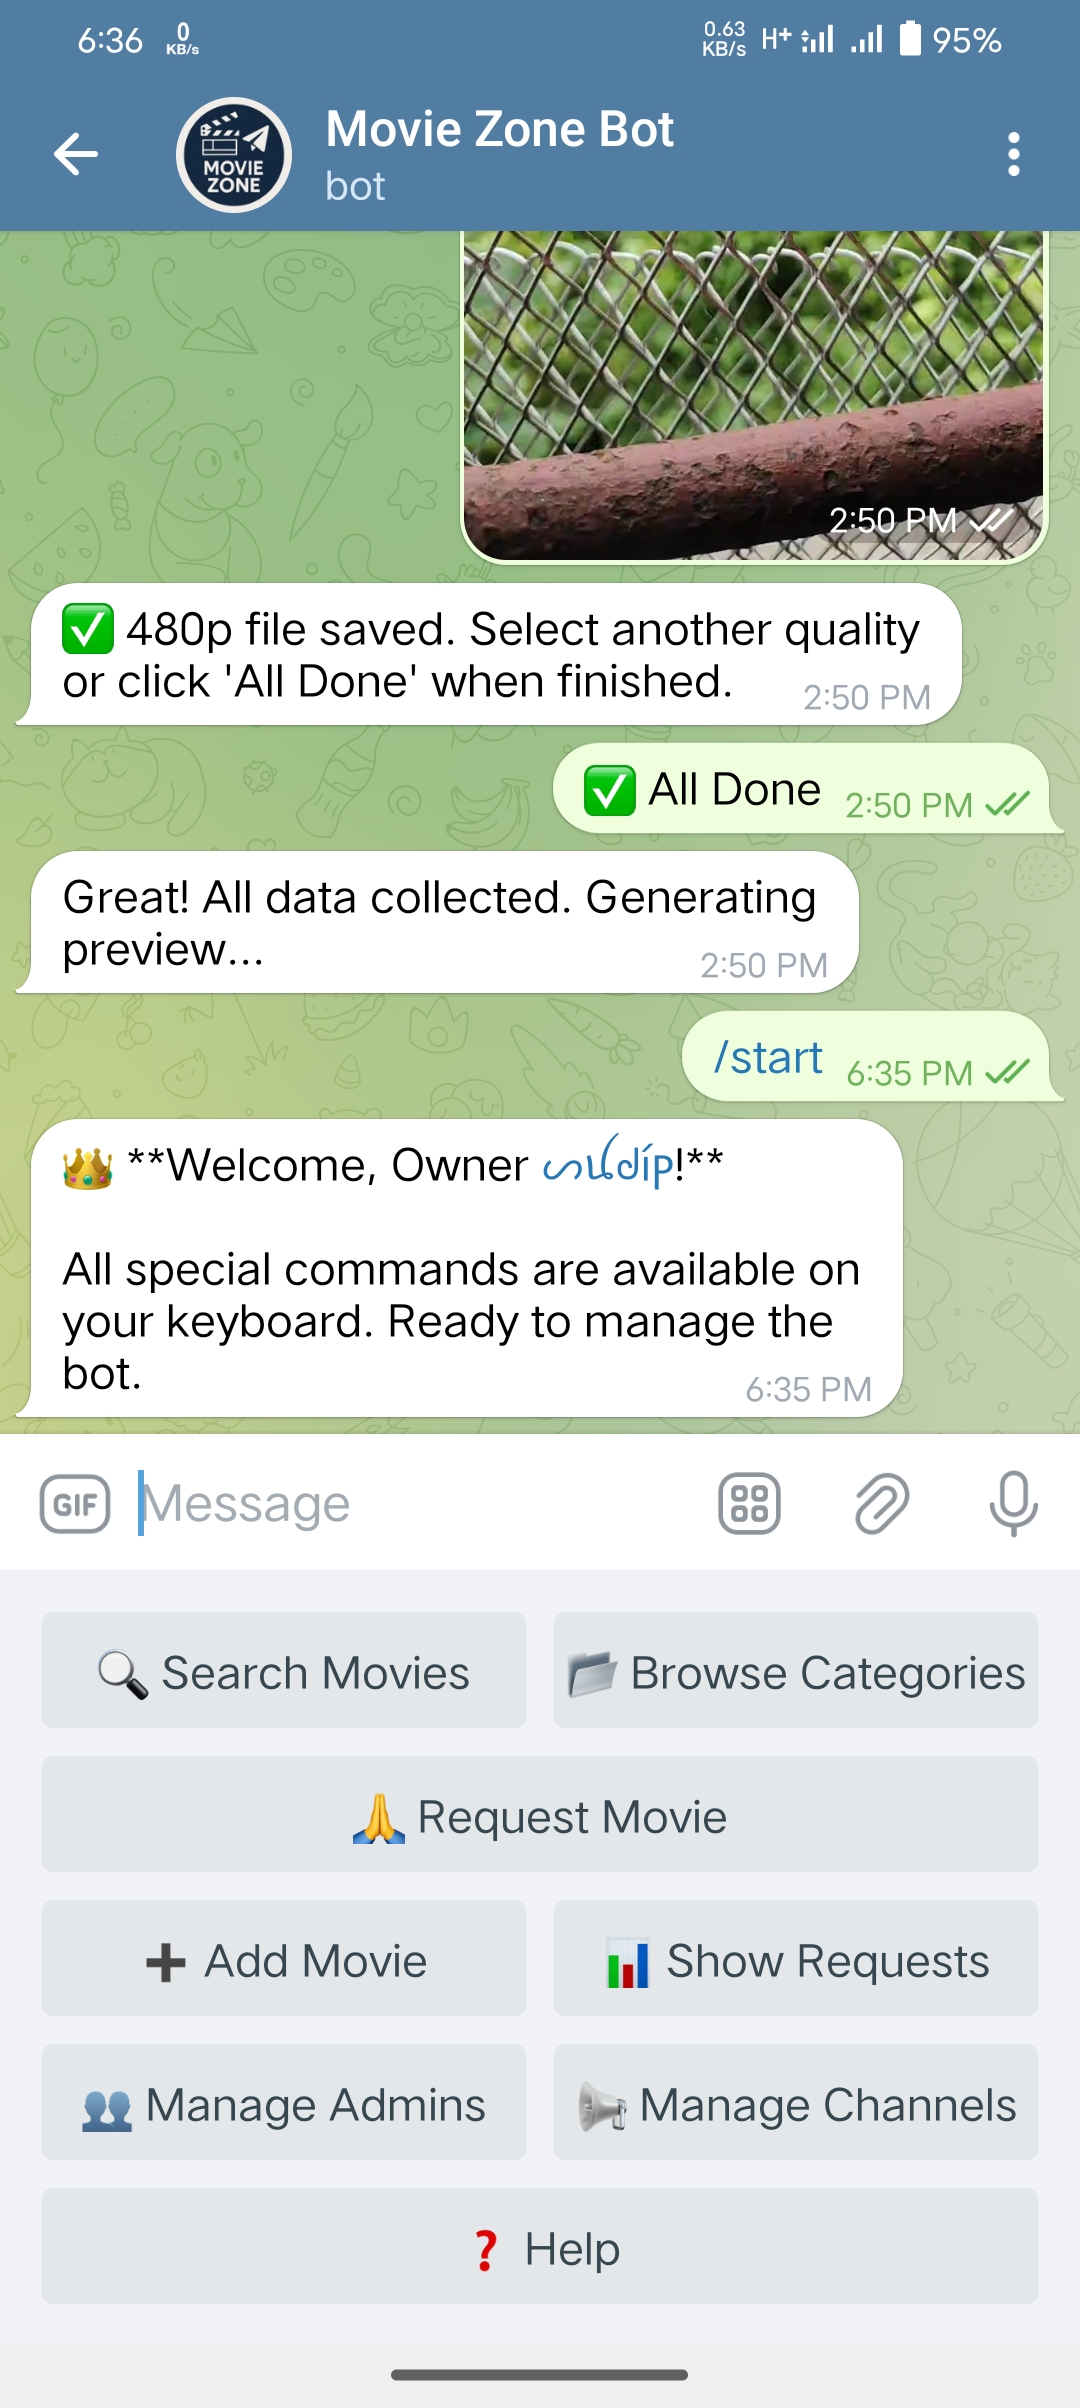 6:36 0 KB/s 0.63 KB/s H+ 95%
MOVIE
ZONE
Movie Zone Bot
bot
2:50 PM
✅ 480p file saved. Select another quality
or click 'All Done' when finished. 2:50 PM
✅ All Done 2:50 PM
Great! All data collected. Generating
preview... 2:50 PM
/start 6:35 PM
👑 **Welcome, Owner !**
All special commands are available on
your keyboard. Ready to manage the
bot. 6:35 PM
GIF Message
🔍 Search Movies
📂 Browse Categories
🙏 Request Movie
➕ Add Movie
📊 Show Requests
👥 Manage Admins
📢 Manage Channels
❓ Help